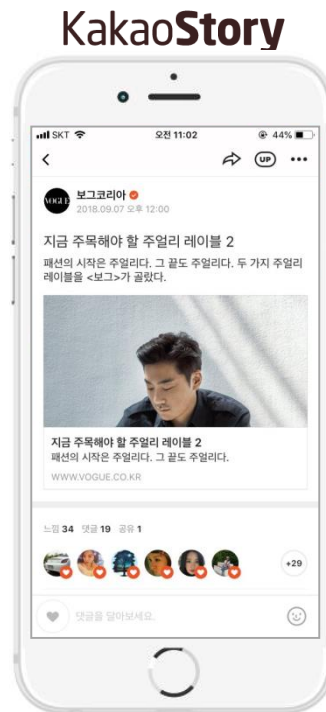 KakaoStory
SKT 오전 11:02 44%
UP
VOGUE 보그코리아
2018.09.07 오후 12:00
지금 주목해야 할 주얼리 레이블 2
패션의 시작은 주얼리다. 그 끝도 주얼리다. 두 가지 주얼리
레이블을 <보그>가 골랐다.
지금 주목해야 할 주얼리 레이블 2
패션의 시작은 주얼리다. 그 끝도 주얼리다.
WWW.VOGUE.CO.KR
느낌 34 댓글 19 공유 1
+29
댓글을 달아보세요.